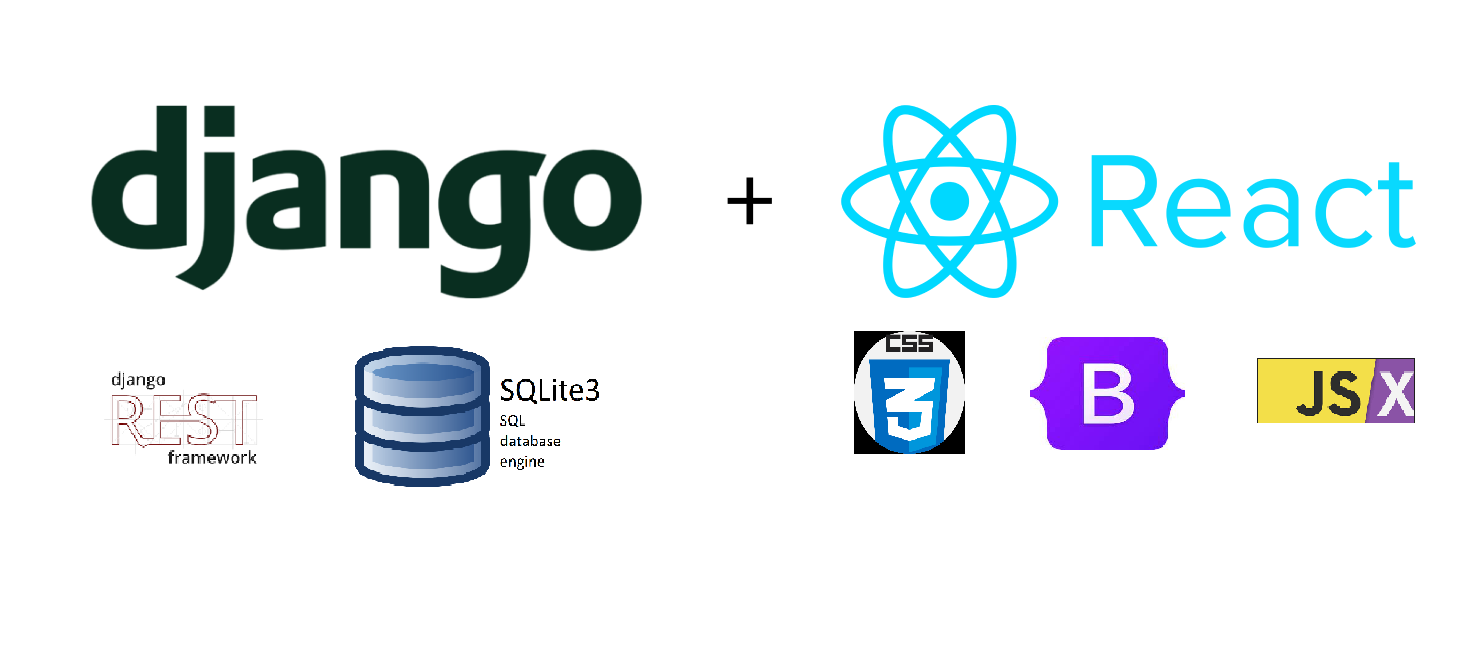 django + React
django
REST
framework
SQLite3
SQL
database
engine
CSS
3
B
JSX